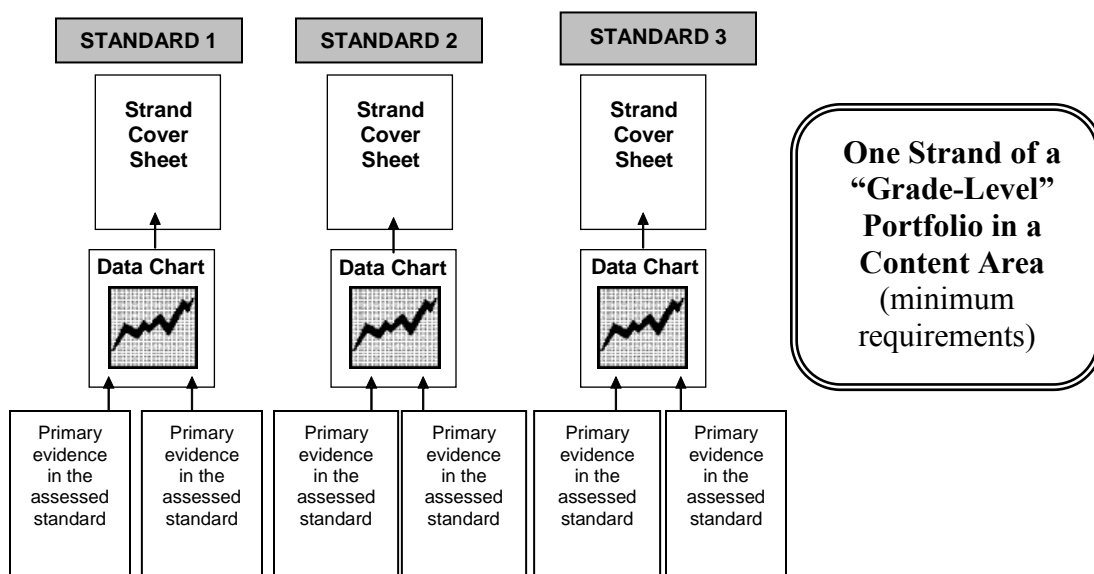 STANDARD 1
STANDARD 2
STANDARD 3
Strand
Cover
Sheet
Strand
Cover
Sheet
Strand
Cover
Sheet
Data Chart
Data Chart
Data Chart
Primary
evidence
in the
assessed
standard
Primary
evidence
in the
assessed
standard
Primary
evidence
in the
assessed
standard
Primary
evidence
in the
assessed
standard
Primary
evidence
in the
assessed
standard
Primary
evidence
in the
assessed
standard
One Strand of a
“Grade-Level”
Portfolio in a
Content Area
(minimum
requirements)